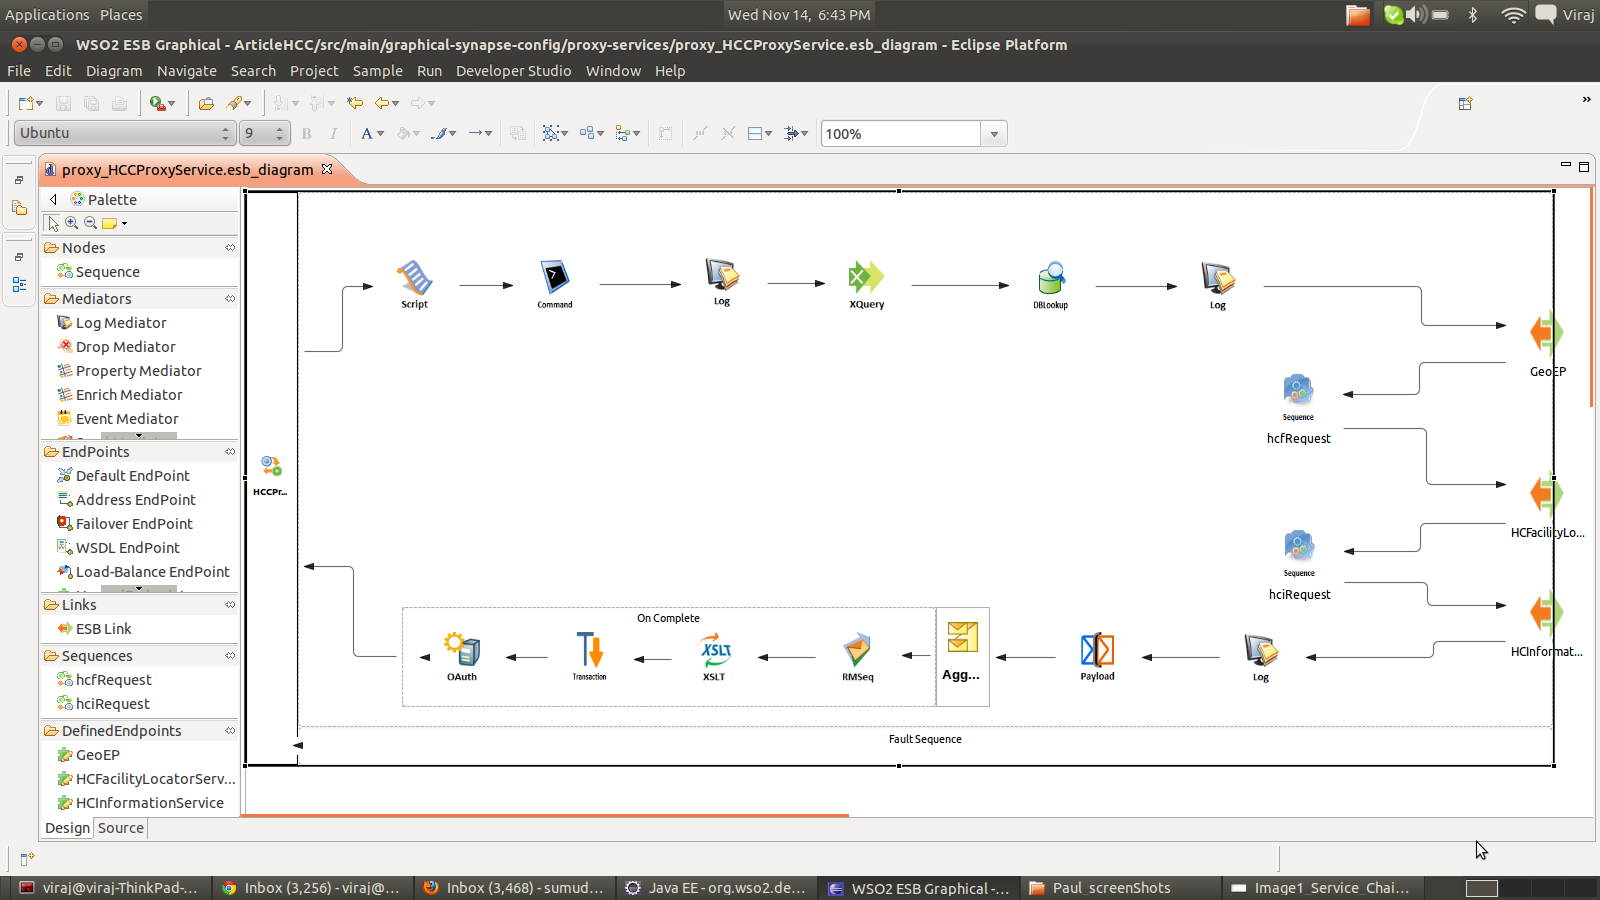 Applications Places
Wed Nov 14, 6:43 PM
Viraj
WSO2 ESB Graphical - ArticleHCC/src/main/graphical-synapse-config/proxy-services/proxy_HCCProxyService.esb_diagram - Eclipse Platform
File Edit Diagram Navigate Search Project Sample Run Developer Studio Window Help
Ubuntu 9 B I A 100%
proxy_HCCProxyService.esb_diagram
Palette
Nodes
Sequence
Mediators
Log Mediator
Drop Mediator
Property Mediator
Enrich Mediator
Event Mediator
EndPoints
Default EndPoint
Address EndPoint
Failover EndPoint
WSDL EndPoint
Load-Balance EndPoint
Links
ESB Link
Sequences
hcfRequest
hciRequest
DefinedEndpoints
GeoEP
HCFacilityLocatorServ...
HCInformationService
Design Source
HCCPr...
Script
Command
Log
XQuery
DBLookup
Log
GeoEP
Sequence
hcfRequest
HCFacilityLo...
Sequence
hciRequest
HCInformat...
On Complete
OAuth
Transaction
XSLT
XSLT
RMSeq
Agg...
Payload
Log
Fault Sequence
viraj@viraj-ThinkPad-... Inbox (3,256) - viraj@... Inbox (3,468) - sumud... Java EE - org.wso2.de... WSO2 ESB Graphical -... Paul_screenShots Image1_Service_Chai...